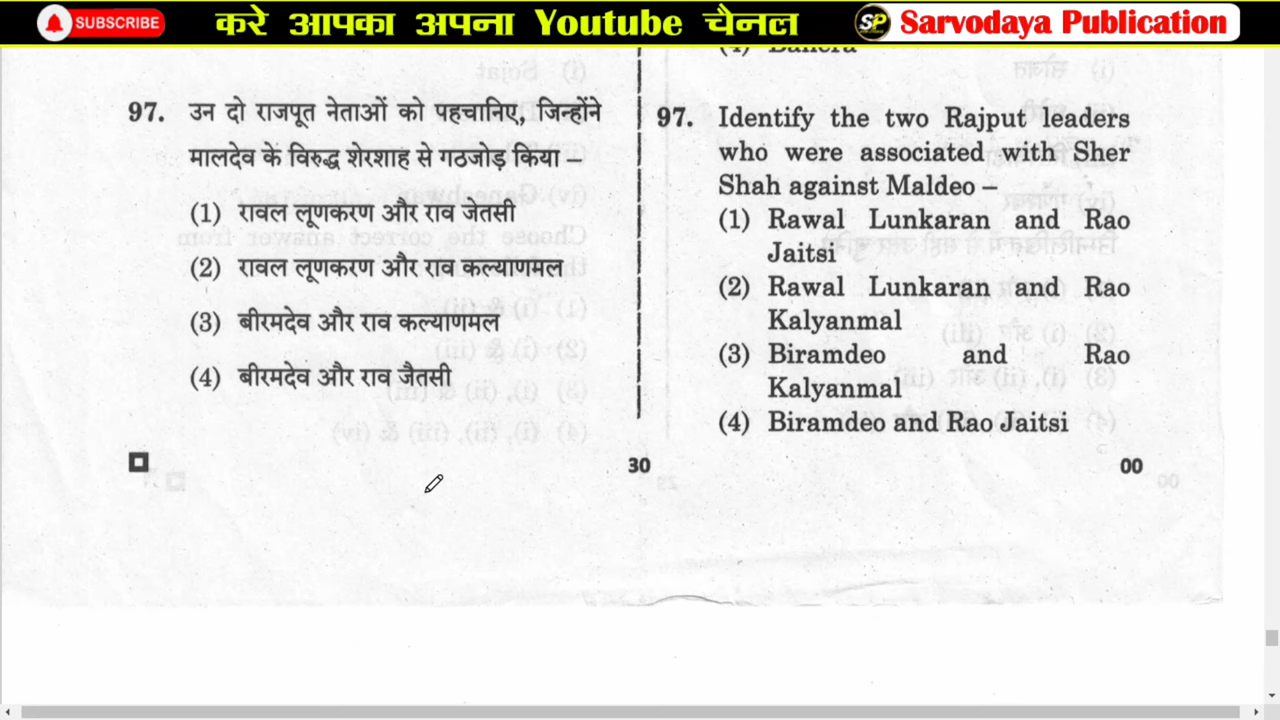 SUBSCRIBE
करे आपका अपना Youtube चैनल
SP
Sarvodaya Publication
97. उन दो राजपूत नेताओं को पहचानिए, जिन्होंने
मालदेव के विरुद्ध शेरशाह से गठजोड़ किया –
(1) रावल लूणकरण और राव जेतसी
(2) रावल लूणकरण और राव कल्याणमल
(3) बीरमदेव और राव कल्याणमल
(4) बीरमदेव और राव जैतसी
97. Identify the two Rajput leaders
who were associated with Sher
Shah against Maldeo –
(1) Rawal Lunkaran and Rao
Jaitsi
(2) Rawal Lunkaran and Rao
Kalyanmal
(3) Biramdeo and Rao
Kalyanmal
(4) Biramdeo and Rao Jaitsi
30
00